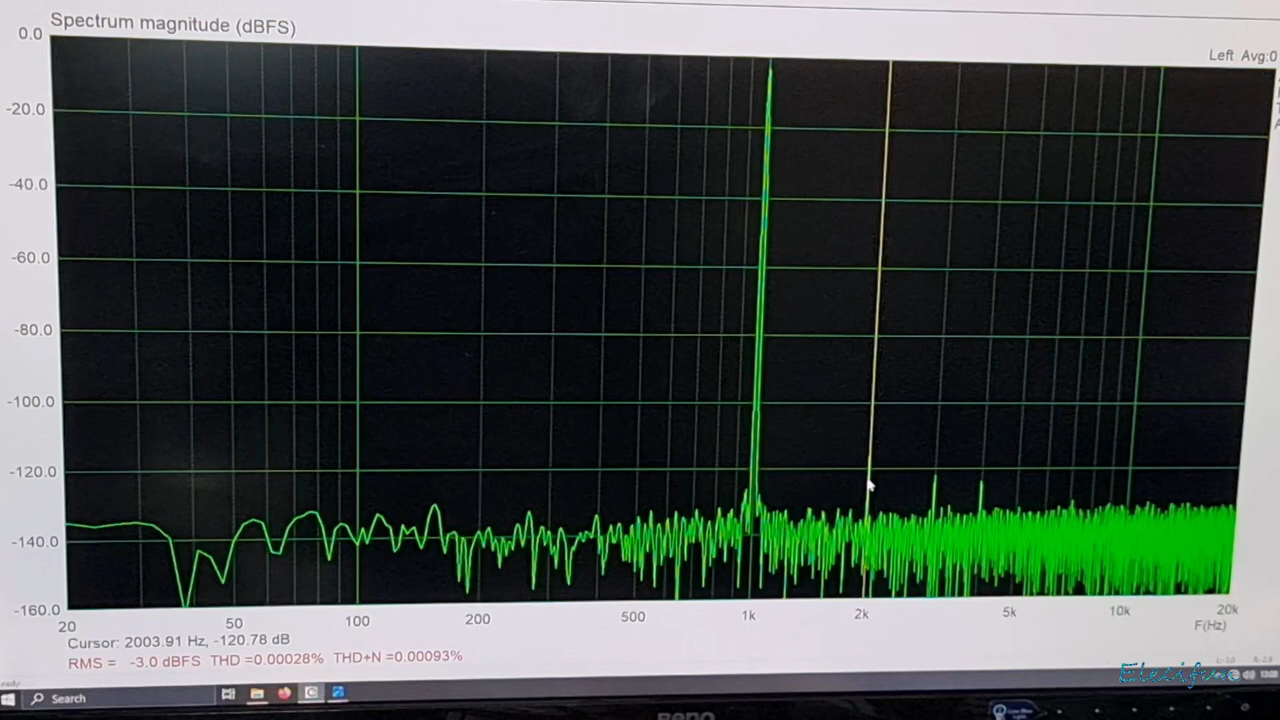 Spectrum magnitude (dBFS)
Left Avg:0
0.0
-20.0
-40.0
-60.0
-80.0
-100.0
-120.0
-140.0
-160.0
20 50 100 200 500 1k 2k 5k 10k 20k
F(Hz)
Cursor: 2003.91 Hz, -120.78 dB
RMS = -3.0 dBFS THD =0.00028% THD+N =0.00093%
Elecifun
Search
BenQ